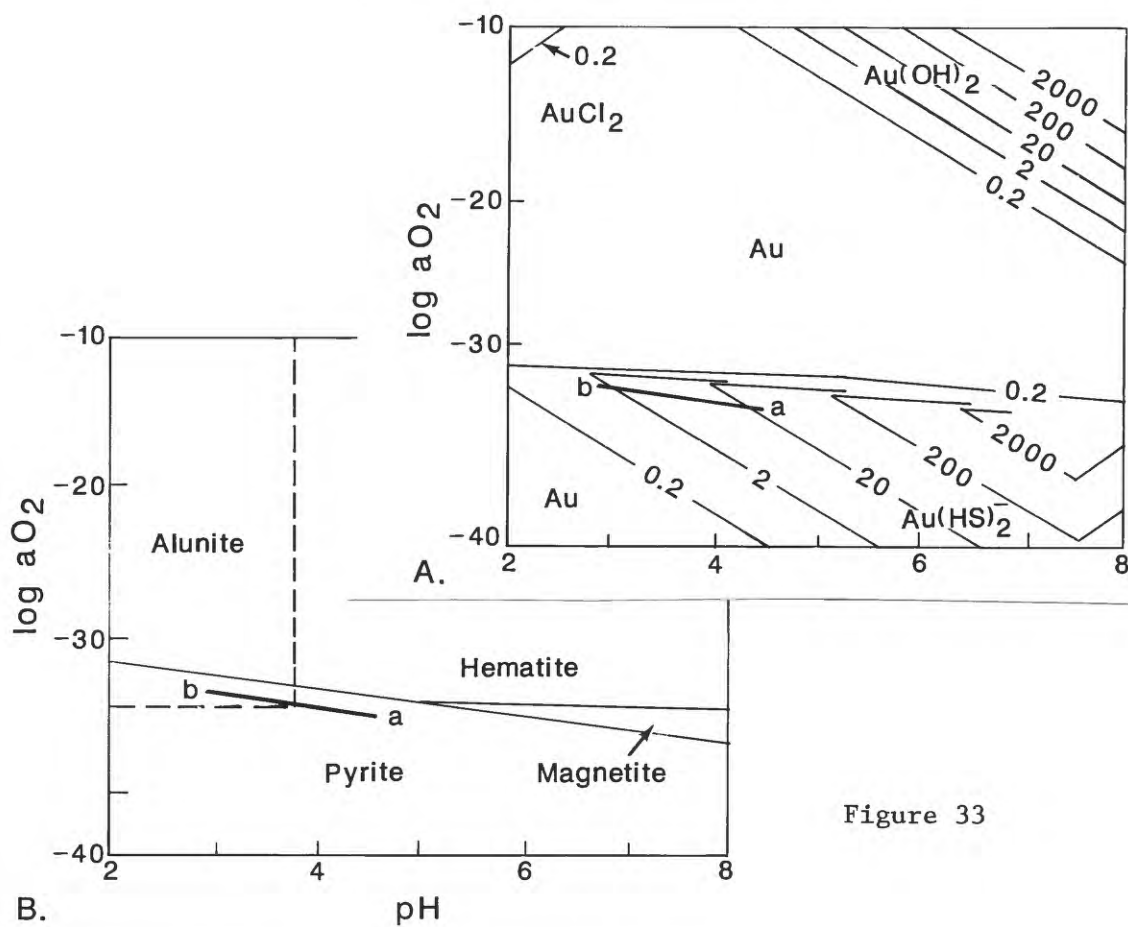 -10
0.2
AuCl2
Au(OH)2
2000
200
20
2
0.2
-20
log aO2
Au
-30
b
a
0.2
0.2
2
20
200
2000
Au
Au(HS)2-
-40
2
4
6
8
A.
-10
-20
log aO2
Alunite
-30
Hematite
b
a
Pyrite
Magnetite
-40
2
4
6
8
B.
pH
Figure 33